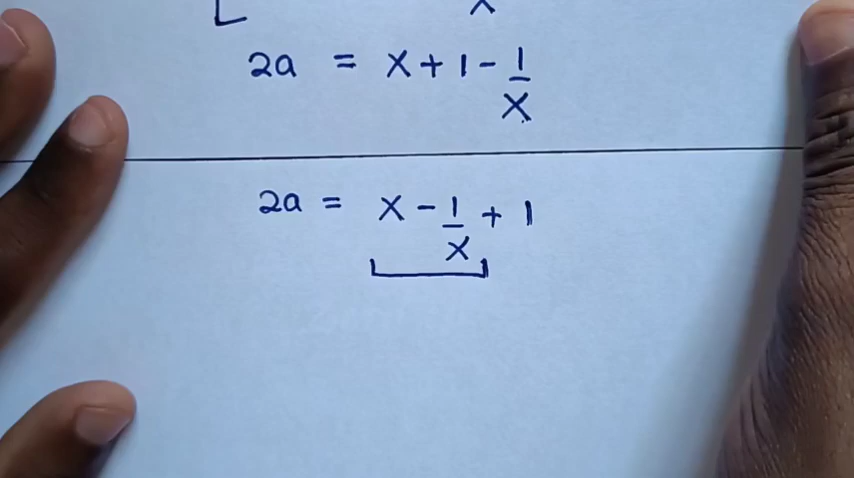 2a = x + 1 - 1/x
2a = x - 1/x + 1